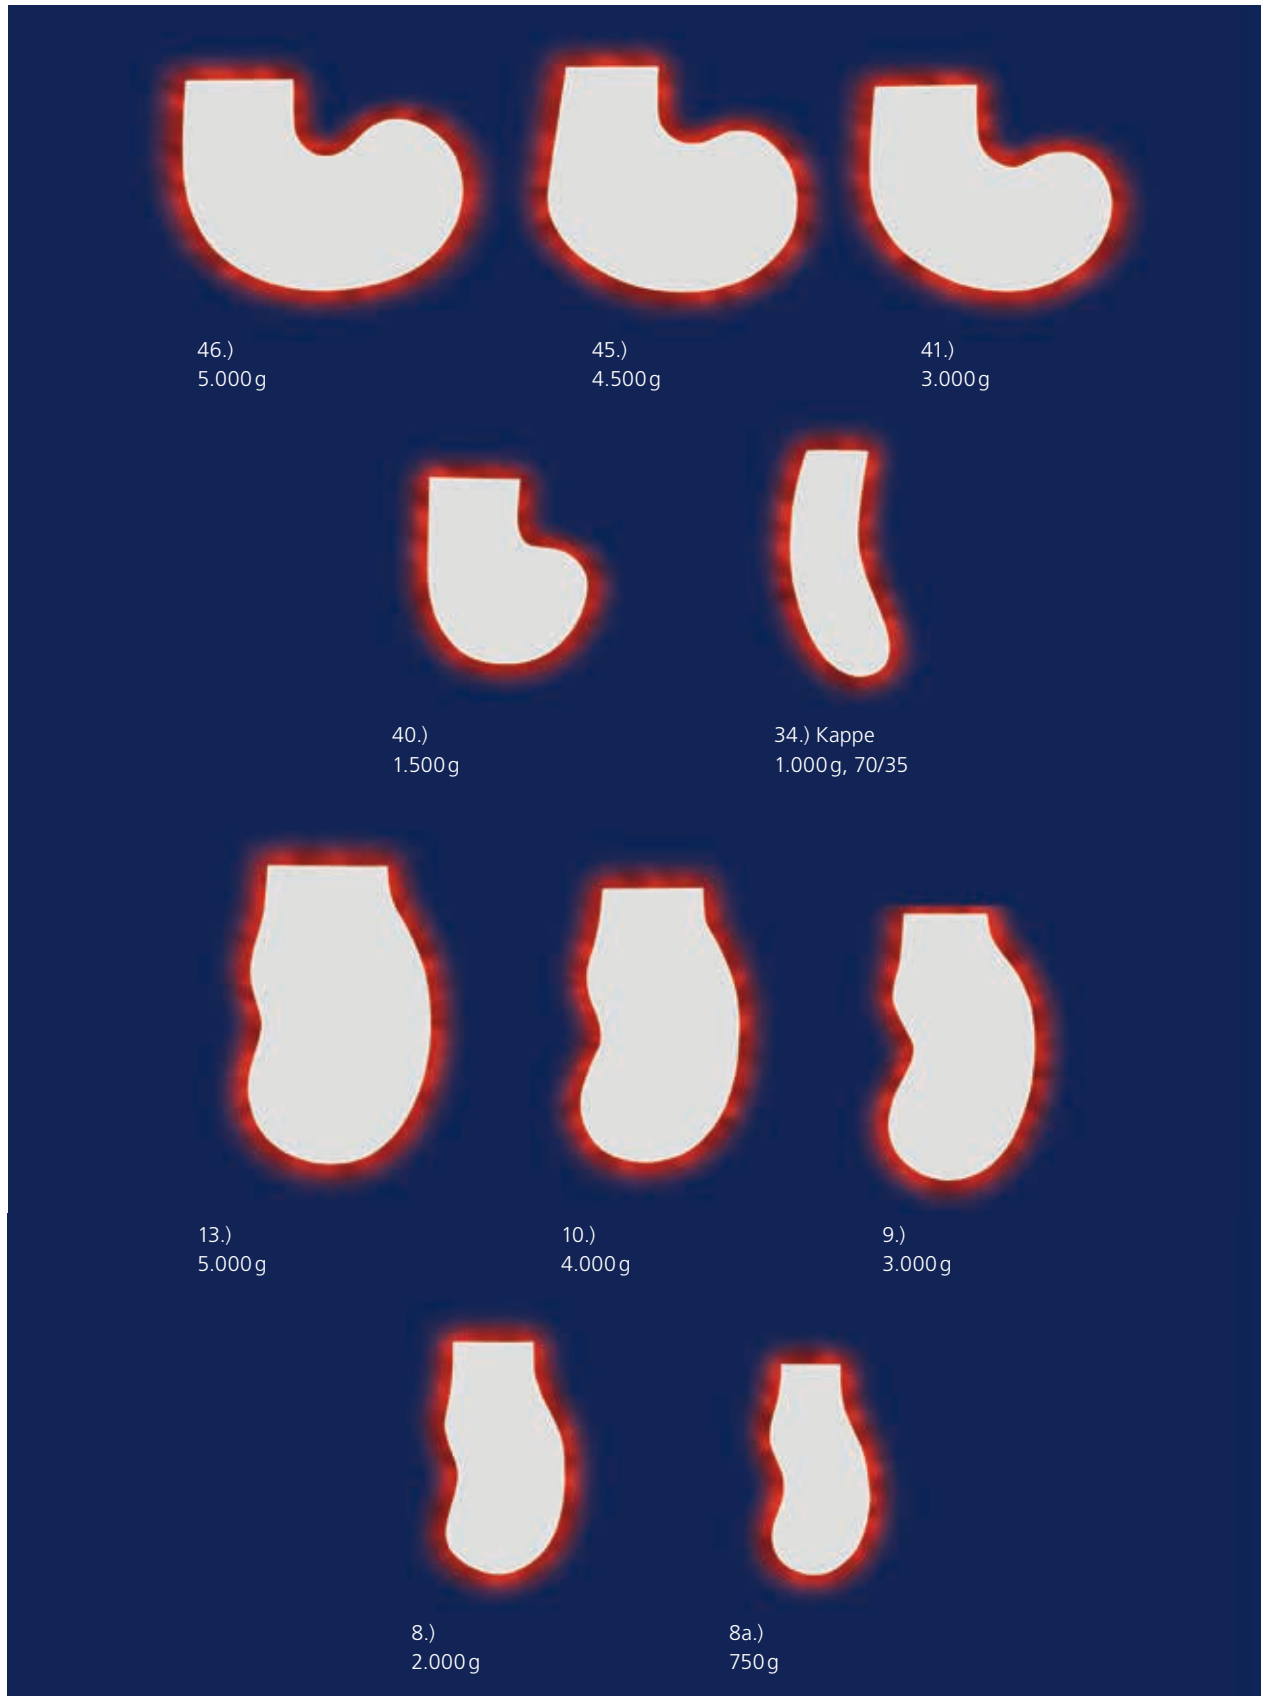 46.)
5.000 g
45.)
4.500 g
41.)
3.000 g
40.)
1.500 g
34.) Kappe
1.000 g, 70/35
13.)
5.000 g
10.)
4.000 g
9.)
3.000 g
8.)
2.000 g
8a.)
750 g